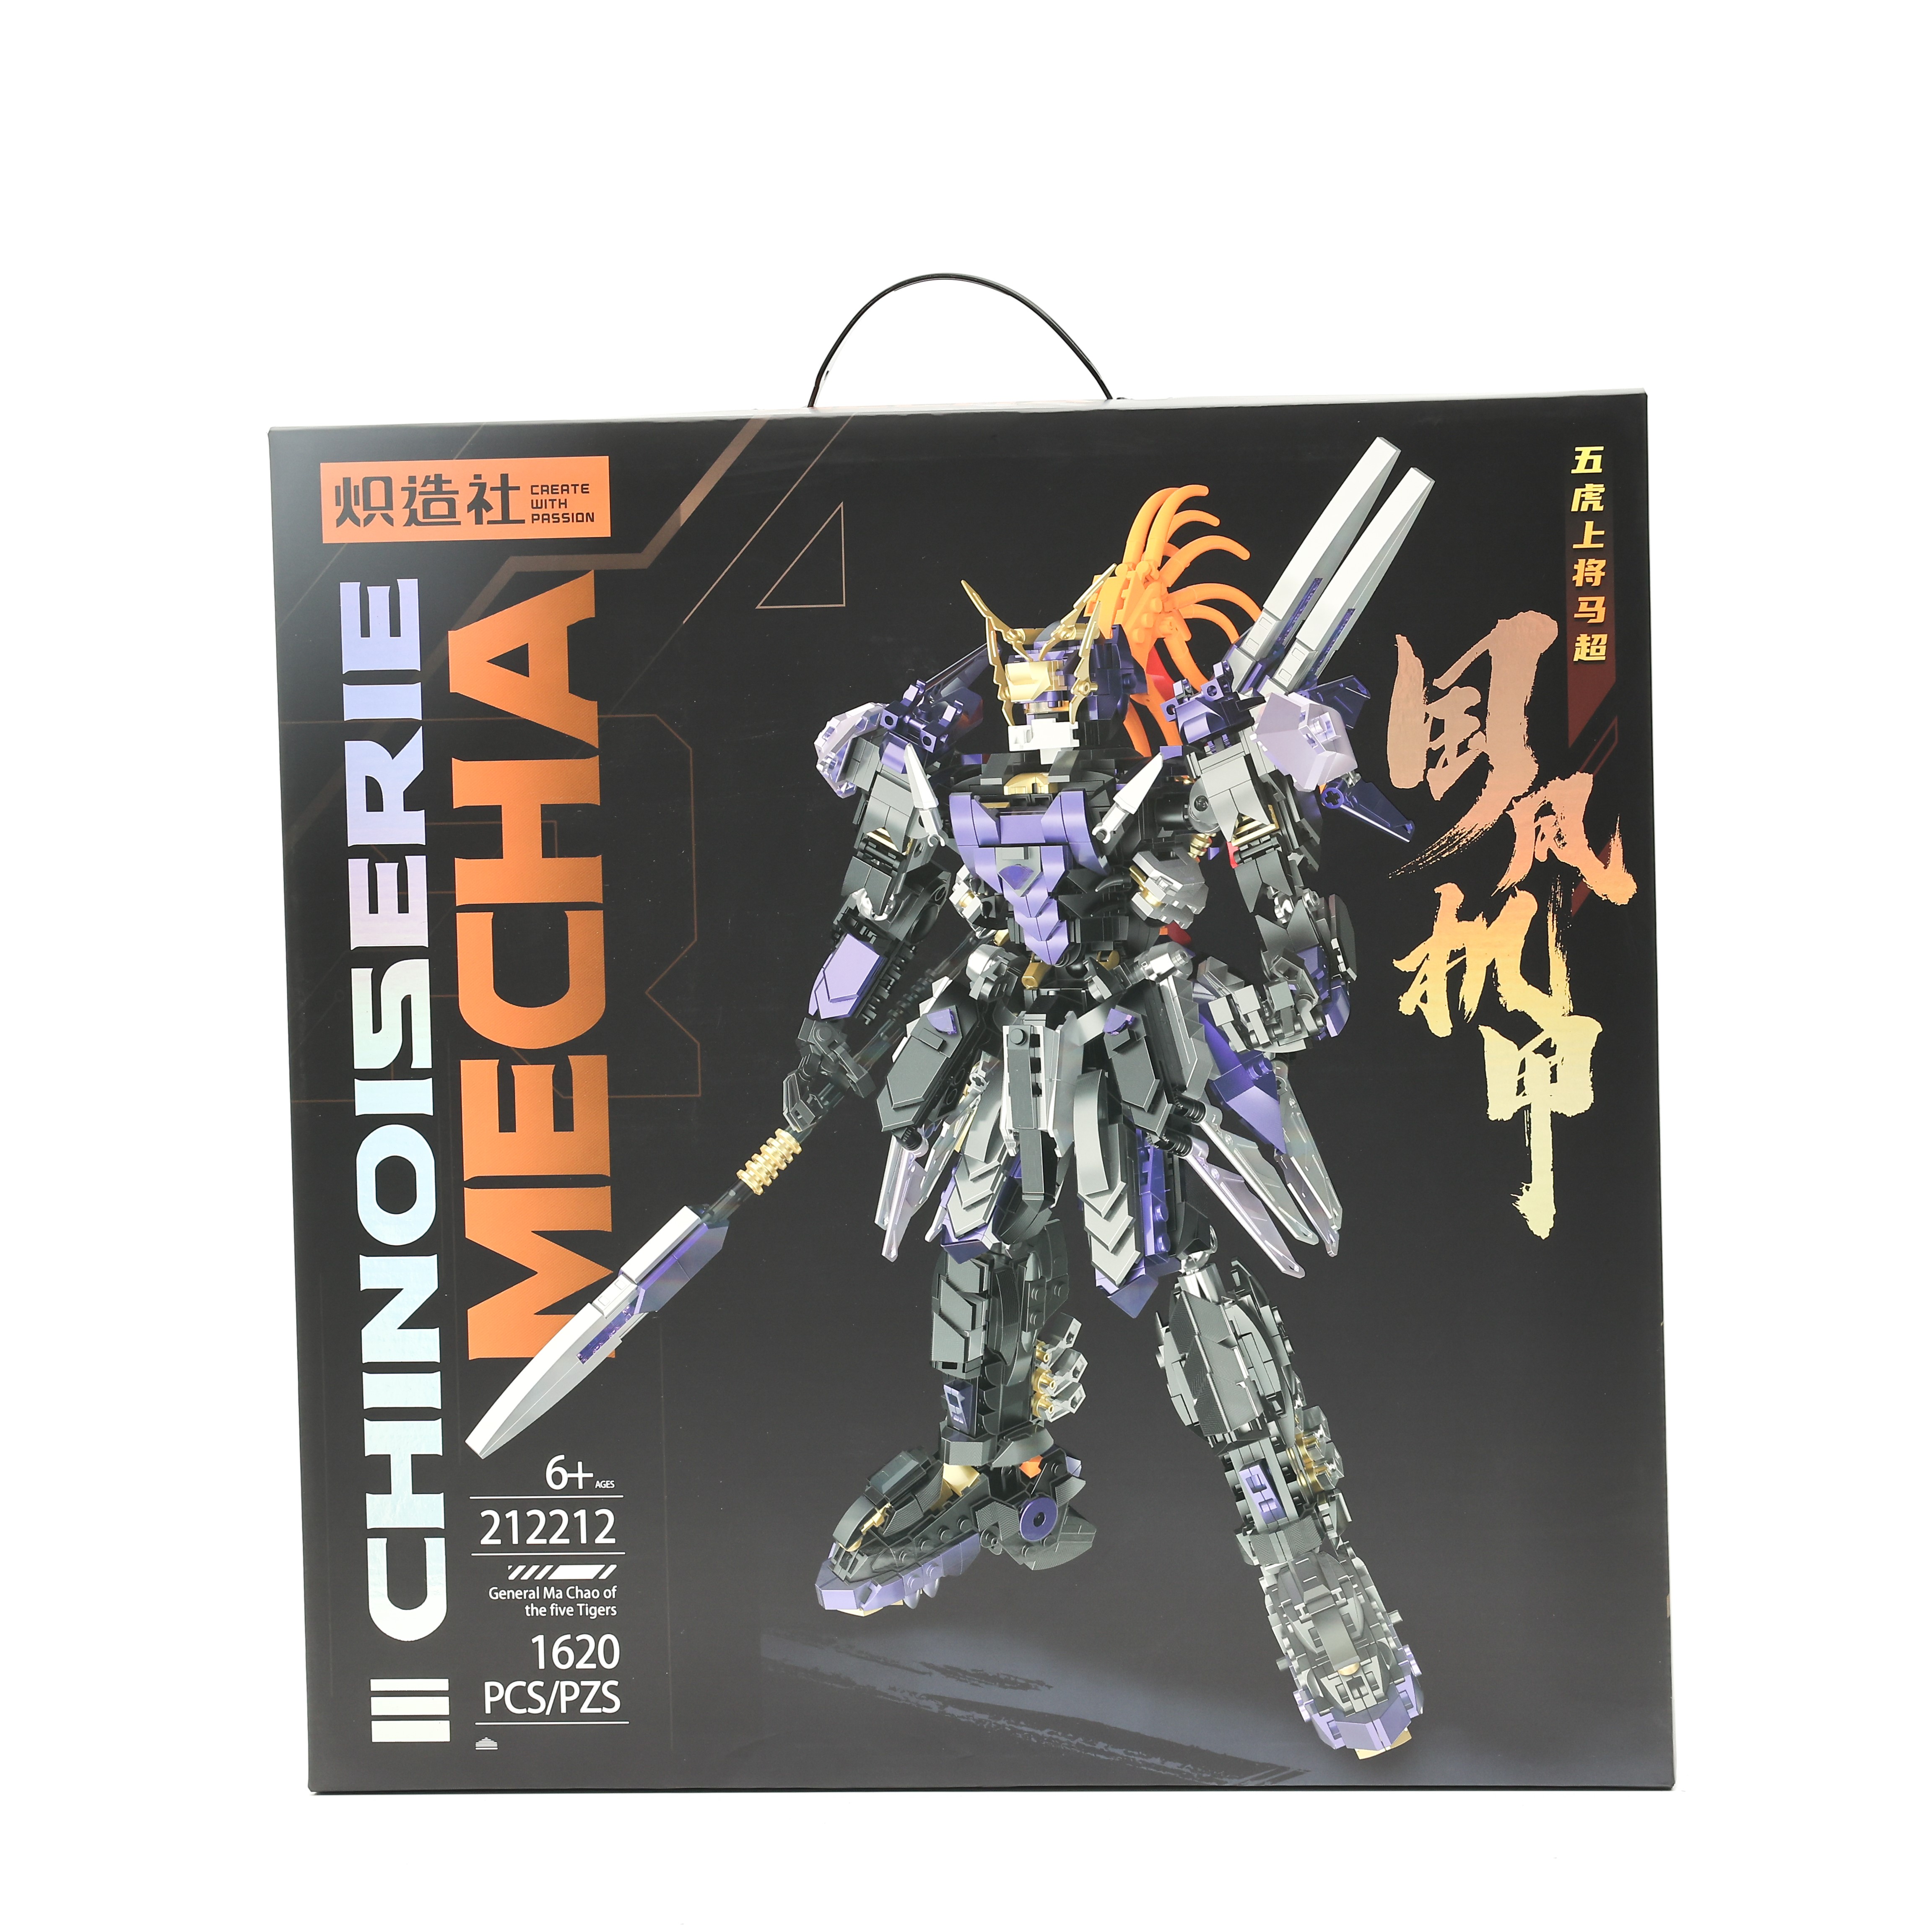 炽造社
CREATE
WITH
PASSION
CHINOISERIE
MECHA
五虎上将马超
国风机甲
6+ AGES
212212
General Ma Chao of
the five Tigers
1620
PCS/PZS